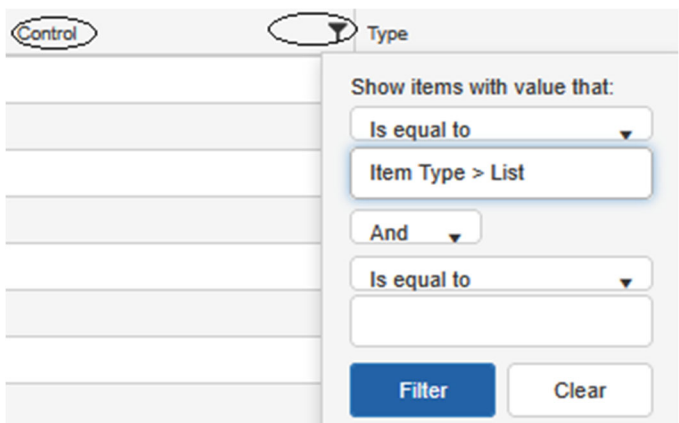 Control Type
Show items with value that:
Is equal to
Item Type > List
And
Is equal to
Filter Clear